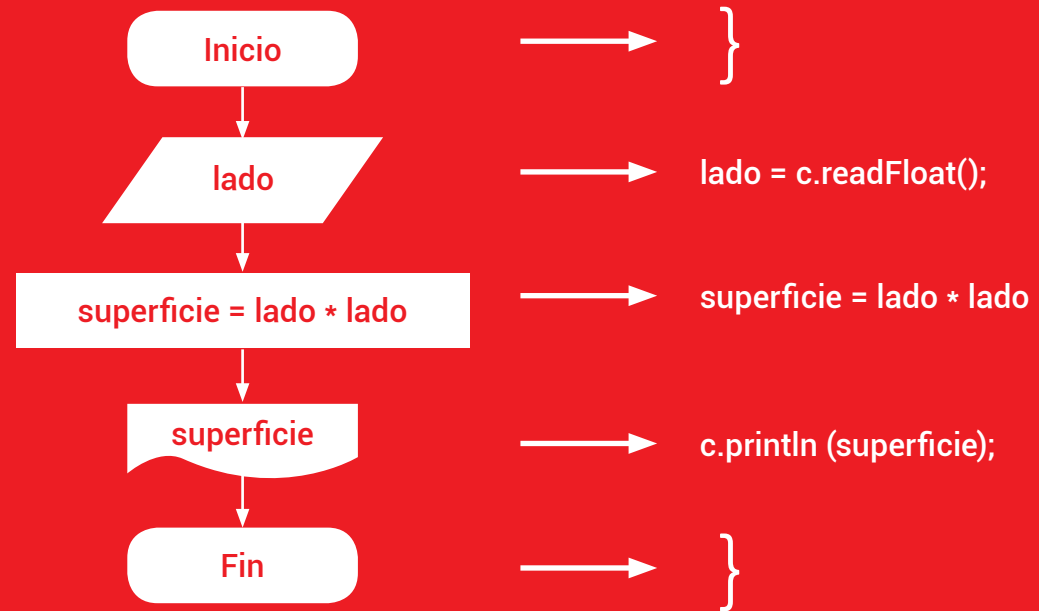 Inicio
}
lado
lado = c.readFloat();
superficie = lado * lado
superficie = lado * lado
superficie
c.println (superficie);
Fin
}